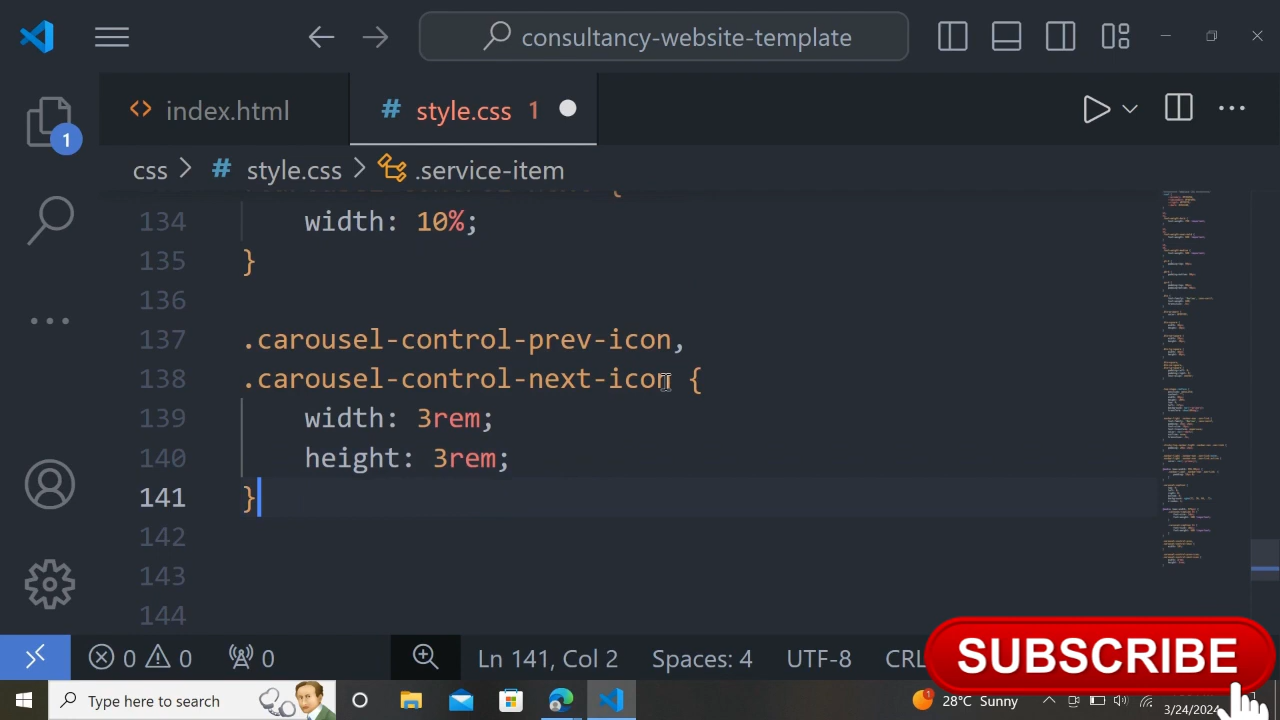 consultancy-website-template
index.html
# style.css 1
css > # style.css > .service-item
134 width: 10%;
135 }
136
137 .carousel-control-prev-icon,
138 .carousel-control-next-icon {
139 width: 3rem;
140 height: 3rem;
141 }
142
143
144
1
0 0 0
Ln 141, Col 2 Spaces: 4 UTF-8 CRL
SUBSCRIBE
Type here to search
28°C Sunny
3/24/2024